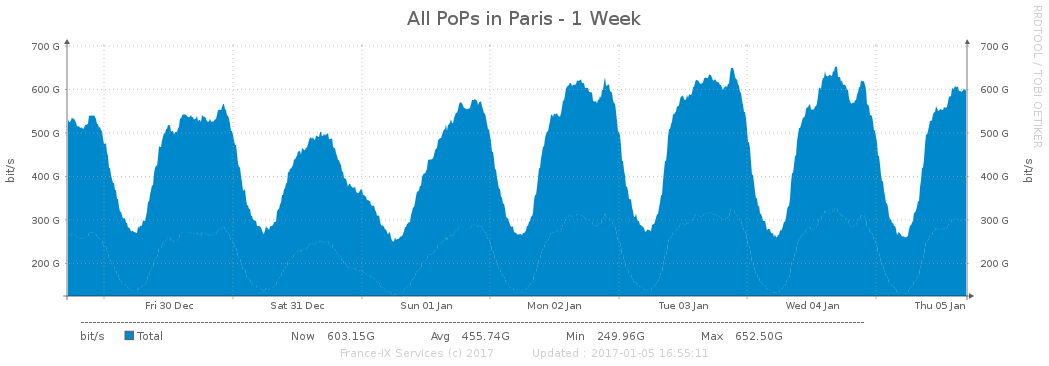 All PoPs in Paris - 1 Week
RRDTOOL / TOBI OETIKER
700 G 700 G
600 G 600 G
500 G 500 G
400 G 400 G
300 G 300 G
200 G 200 G
bit/s bit/s
Fri 30 Dec Sat 31 Dec Sun 01 Jan Mon 02 Jan Tue 03 Jan Wed 04 Jan Thu 05 Jan
bit/s Total Now 603.15G Avg 455.74G Min 249.96G Max 652.50G
France-IX Services (c) 2017 Updated : 2017-01-05 16:55:11